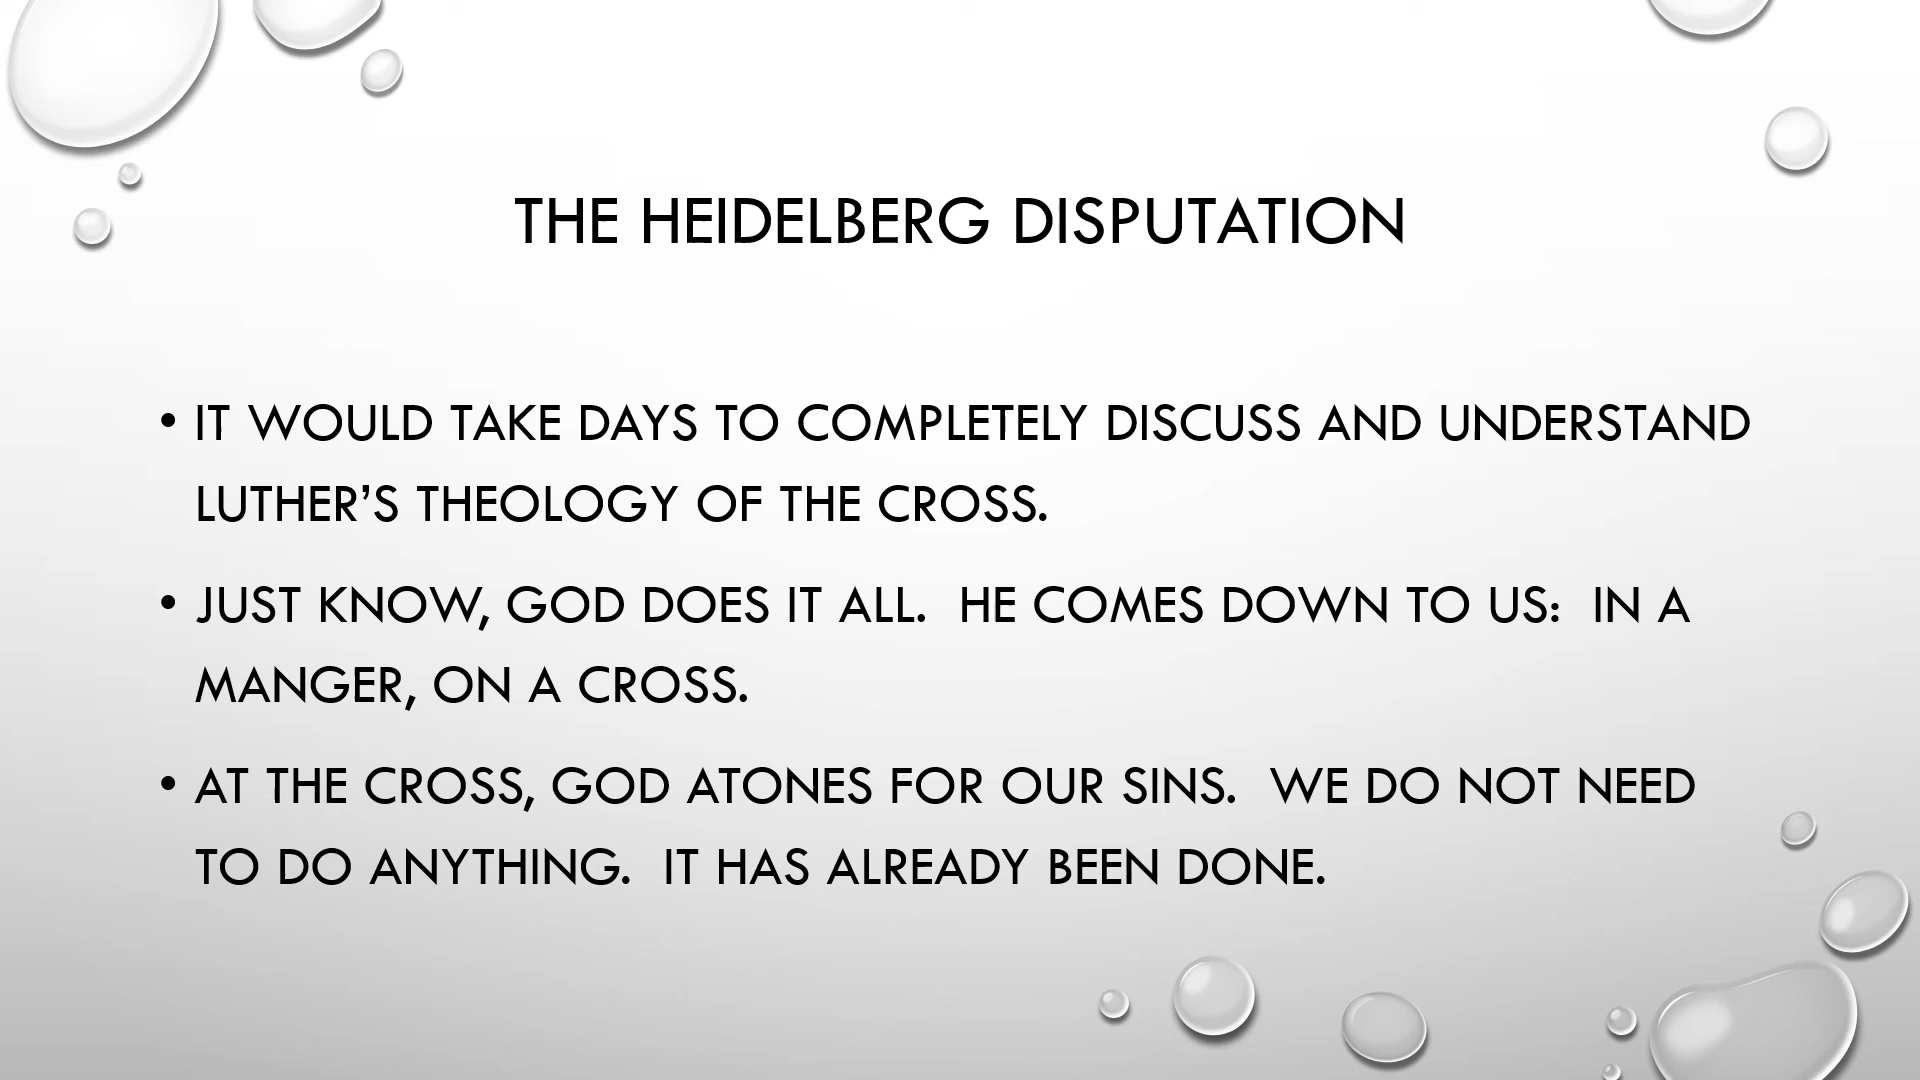 THE HEIDELBERG DISPUTATION
• IT WOULD TAKE DAYS TO COMPLETELY DISCUSS AND UNDERSTAND
LUTHER’S THEOLOGY OF THE CROSS.
• JUST KNOW, GOD DOES IT ALL.  HE COMES DOWN TO US:  IN A
MANGER, ON A CROSS.
• AT THE CROSS, GOD ATONES FOR OUR SINS.  WE DO NOT NEED
TO DO ANYTHING.  IT HAS ALREADY BEEN DONE.